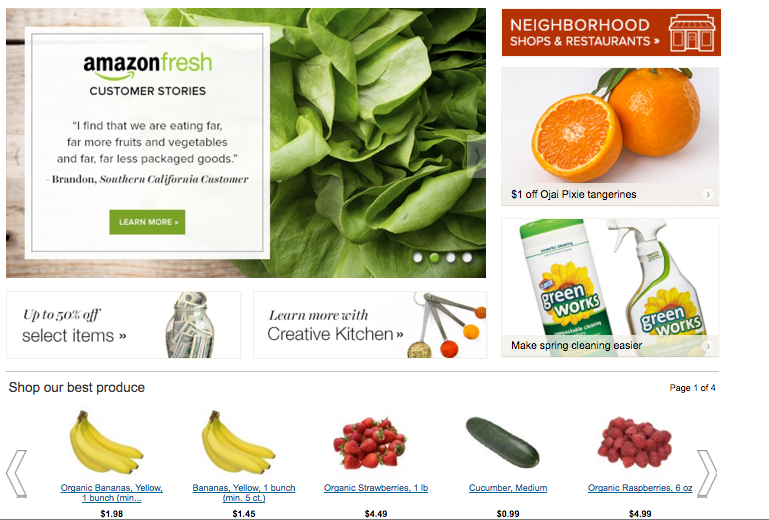 amazonfresh
CUSTOMER STORIES
“I find that we are eating far,
far more fruits and vegetables
and far, far less packaged goods.”
- Brandon, Southern California Customer
LEARN MORE »
NEIGHBORHOOD
SHOPS & RESTAURANTS »
$1 off Ojai Pixie tangerines
powerful cleaning
CLOROX
green
works
compostable cleaning
green
works
Make spring cleaning easier
Up to 50% off
select items »
Learn more with
Creative Kitchen »
Shop our best produce
Page 1 of 4
Organic Bananas, Yellow,
1 bunch (min...
$1.98
Bananas, Yellow, 1 bunch
(min. 5 ct.)
$1.45
Organic Strawberries, 1 lb
$4.49
Cucumber, Medium
$0.99
Organic Raspberries, 6 oz
$4.99